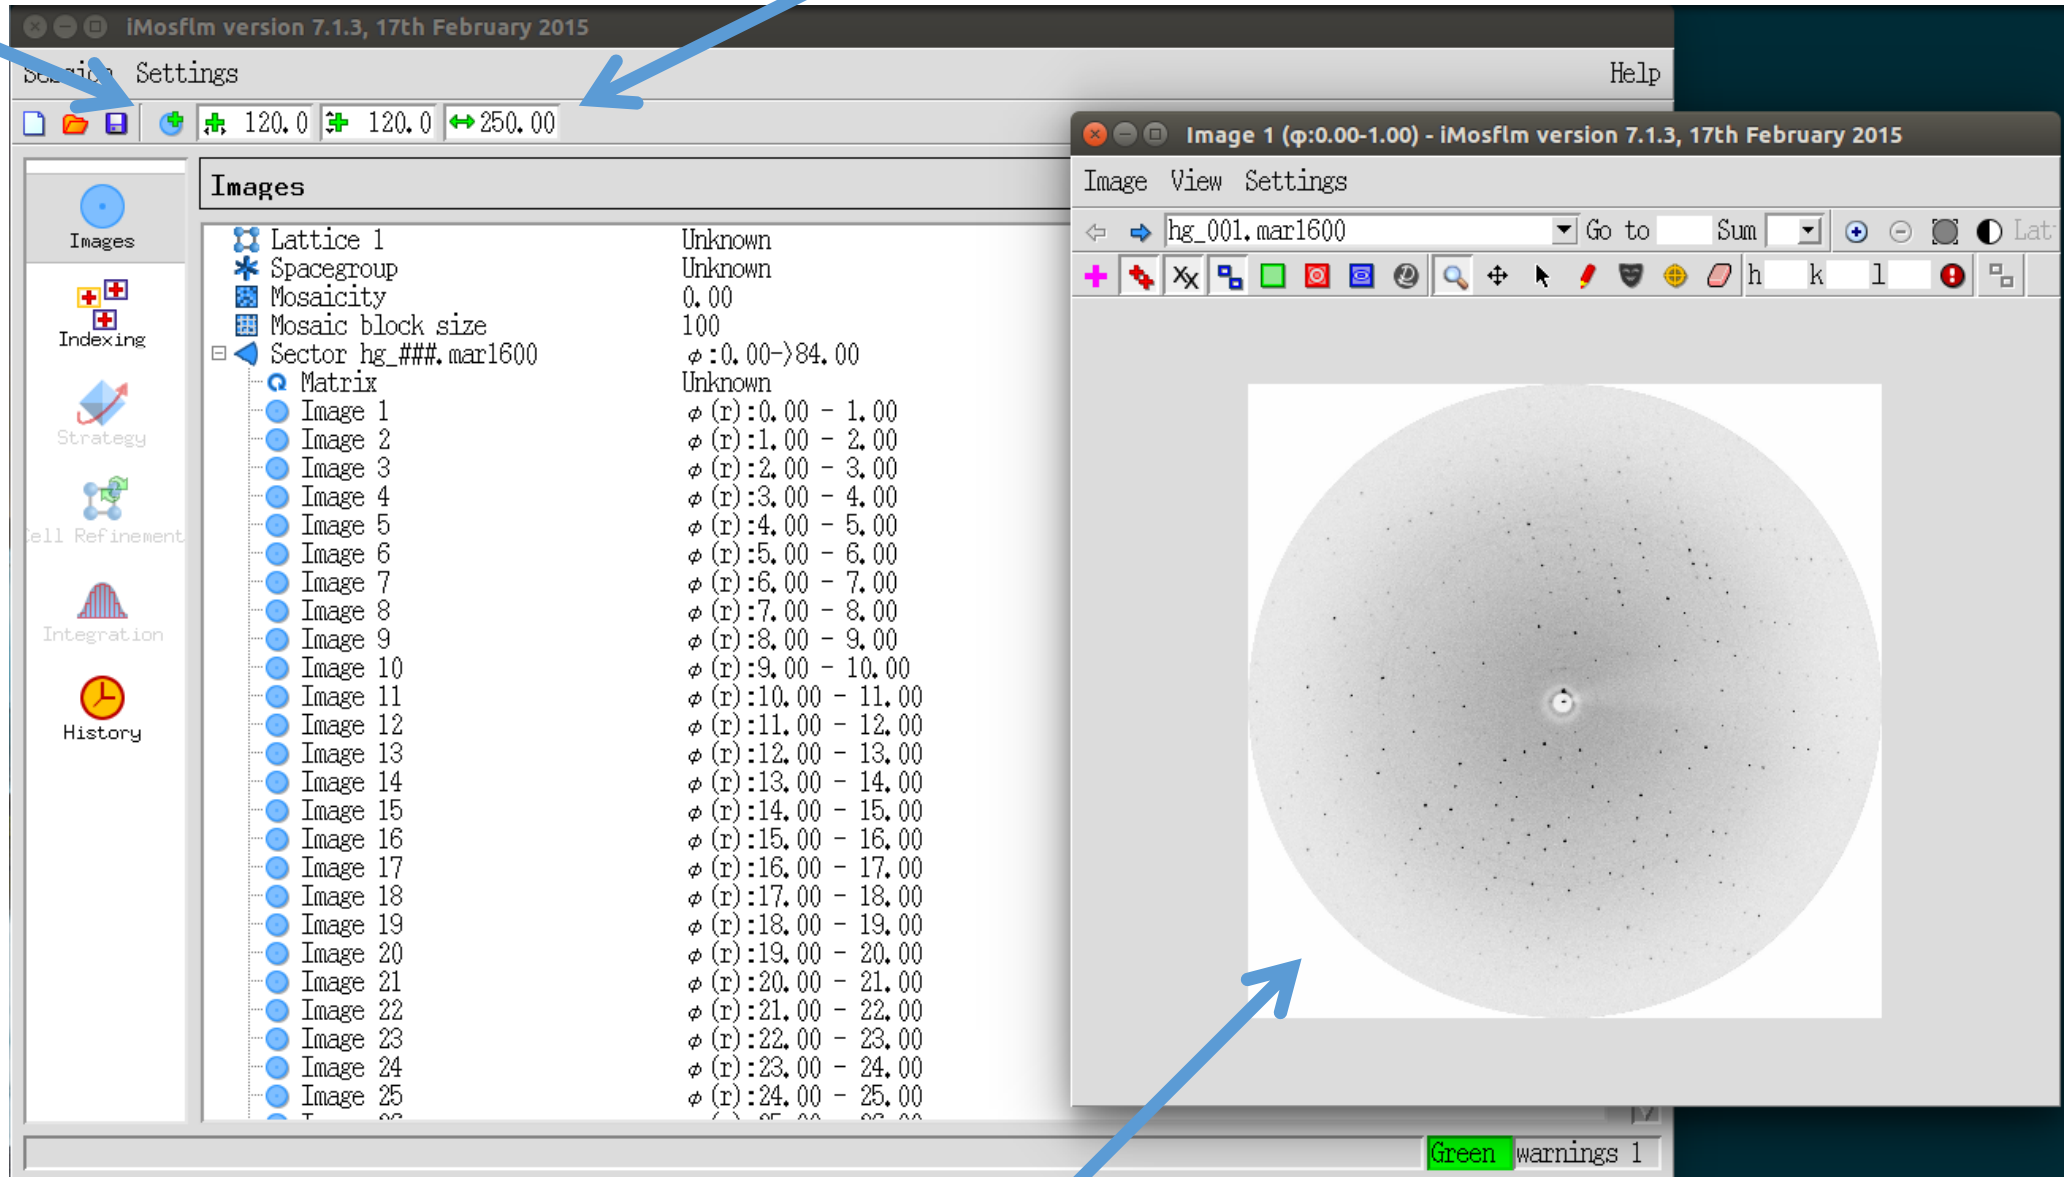 iMosflm version 7.1.3, 17th February 2015
Session Settings Help
120.0 120.0 250.00
Images
Indexing
Strategy
Cell Refinement
Integration
History
Images
Lattice 1 Unknown
Spacegroup Unknown
Mosaicity 0.00
Mosaic block size 100
Sector hg_###.mar1600 φ:0.00->84.00
Matrix Unknown
Image 1 φ(r):0.00 - 1.00
Image 2 φ(r):1.00 - 2.00
Image 3 φ(r):2.00 - 3.00
Image 4 φ(r):3.00 - 4.00
Image 5 φ(r):4.00 - 5.00
Image 6 φ(r):5.00 - 6.00
Image 7 φ(r):6.00 - 7.00
Image 8 φ(r):7.00 - 8.00
Image 9 φ(r):8.00 - 9.00
Image 10 φ(r):9.00 - 10.00
Image 11 φ(r):10.00 - 11.00
Image 12 φ(r):11.00 - 12.00
Image 13 φ(r):12.00 - 13.00
Image 14 φ(r):13.00 - 14.00
Image 15 φ(r):14.00 - 15.00
Image 16 φ(r):15.00 - 16.00
Image 17 φ(r):16.00 - 17.00
Image 18 φ(r):17.00 - 18.00
Image 19 φ(r):18.00 - 19.00
Image 20 φ(r):19.00 - 20.00
Image 21 φ(r):20.00 - 21.00
Image 22 φ(r):21.00 - 22.00
Image 23 φ(r):22.00 - 23.00
Image 24 φ(r):23.00 - 24.00
Image 25 φ(r):24.00 - 25.00
Image 1 (φ:0.00-1.00) - iMosflm version 7.1.3, 17th February 2015
Image View Settings
hg_001.mar1600 Go to Sum Lat
h k l
Green warnings 1